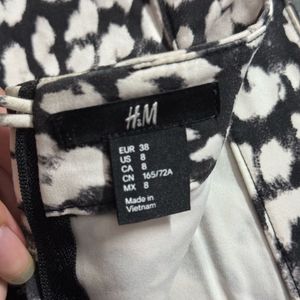 H&M
EUR 38
US 8
CA 8
CN 165/72A
MX 8
Made in
Vietnam